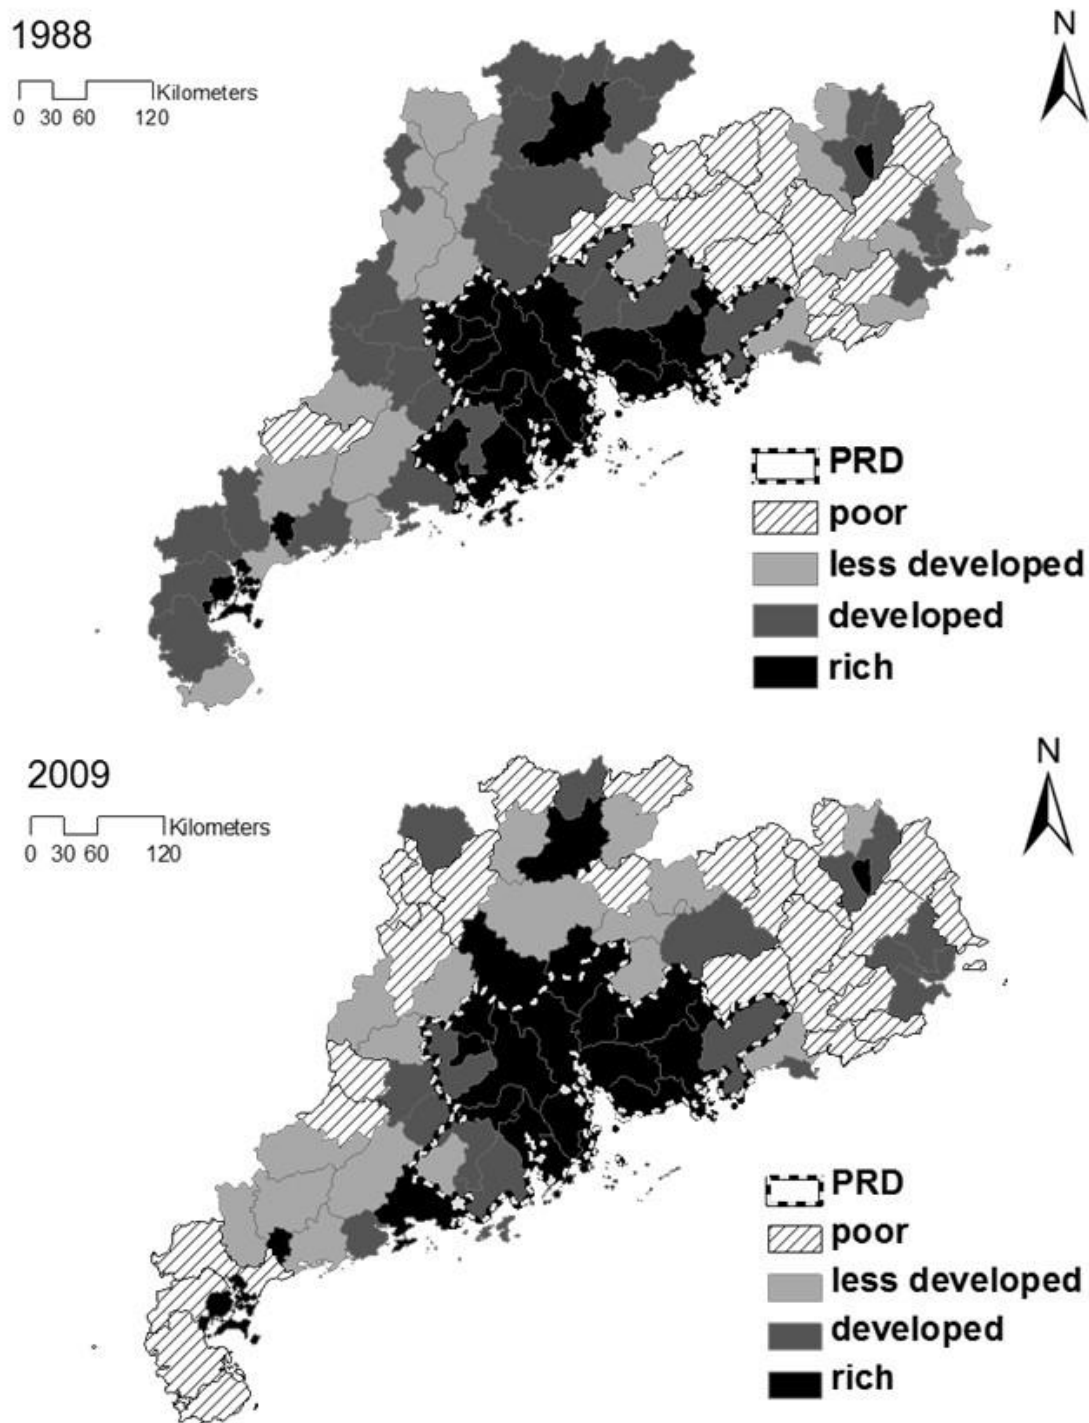 1988
N
Kilometers
0 30 60 120
PRD
poor
less developed
developed
rich
2009
N
Kilometers
0 30 60 120
PRD
poor
less developed
developed
rich